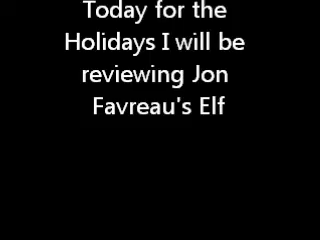 Today for the
Holidays I will be
reviewing Jon
Favreau's Elf